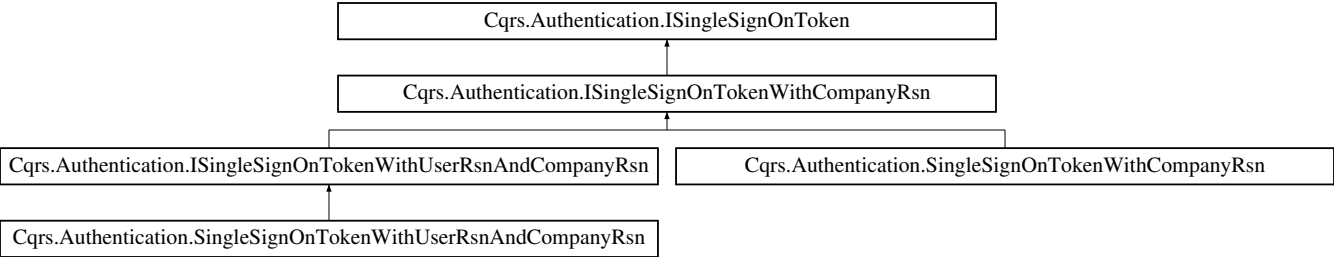 Cqrs.Authentication.ISingleSignOnToken
Cqrs.Authentication.ISingleSignOnTokenWithCompanyRsn
Cqrs.Authentication.ISingleSignOnTokenWithUserRsnAndCompanyRsn
Cqrs.Authentication.SingleSignOnTokenWithCompanyRsn
Cqrs.Authentication.SingleSignOnTokenWithUserRsnAndCompanyRsn